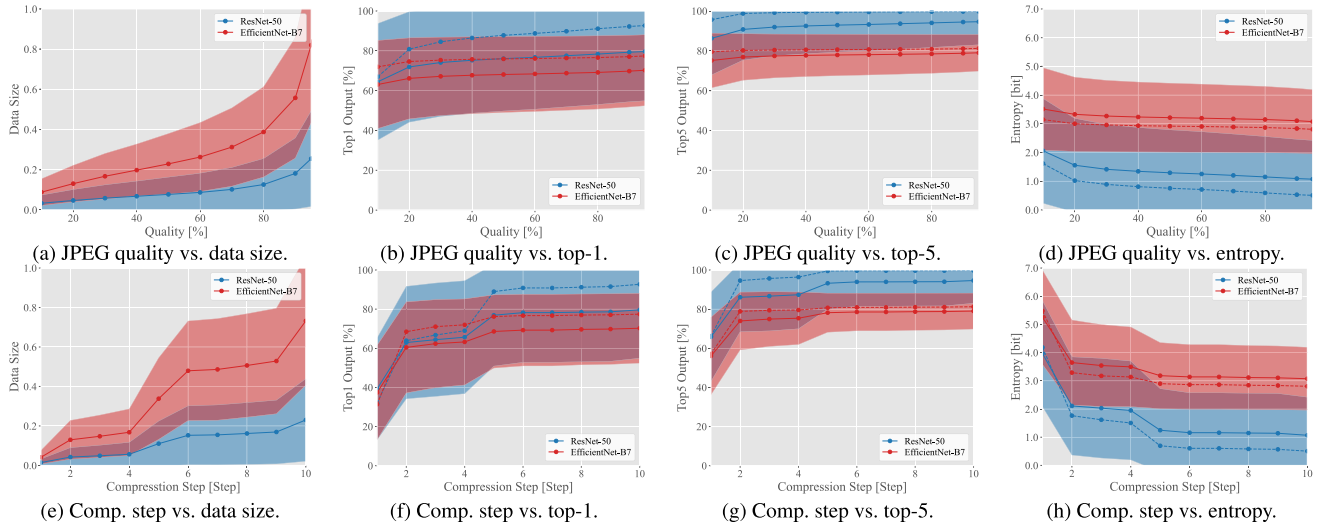 1.0
0.8
0.6
0.4
0.2
0.0
Data Size
20
40
60
80
Quality [%]
ResNet-50
EfficientNet-B7
(a) JPEG quality vs. data size.
100
80
60
40
20
0
Top1 Output [%]
20
40
60
80
Quality [%]
ResNet-50
EfficientNet-B7
(b) JPEG quality vs. top-1.
100
80
60
40
20
0
Top5 Output [%]
20
40
60
80
Quality [%]
ResNet-50
EfficientNet-B7
(c) JPEG quality vs. top-5.
7.0
6.0
5.0
4.0
3.0
2.0
1.0
0.0
Entropy [bit]
20
40
60
80
Quality [%]
ResNet-50
EfficientNet-B7
(d) JPEG quality vs. entropy.
1.0
0.8
0.6
0.4
0.2
0.0
Data Size
2
4
6
8
10
Compression Step [Step]
ResNet-50
EfficientNet-B7
(e) Comp. step vs. data size.
100
80
60
40
20
0
Top1 Output [%]
2
4
6
8
10
Compression Step [Step]
ResNet-50
EfficientNet-B7
(f) Comp. step vs. top-1.
100
80
60
40
20
0
Top5 Output [%]
2
4
6
8
10
Compression Step [Step]
ResNet-50
EfficientNet-B7
(g) Comp. step vs. top-5.
7.0
6.0
5.0
4.0
3.0
2.0
1.0
0.0
Entropy [bit]
2
4
6
8
10
Compression Step [Step]
ResNet-50
EfficientNet-B7
(h) Comp. step vs. entropy.